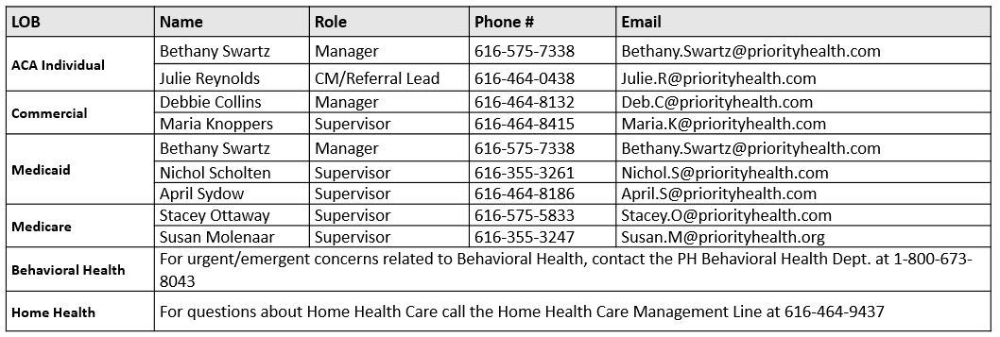 LOB Name Role Phone # Email
ACA Individual
Bethany Swartz Manager 616-575-7338 Bethany.Swartz@priorityhealth.com
Julie Reynolds CM/Referral Lead 616-464-0438 Julie.R@priorityhealth.com
Commercial
Debbie Collins Manager 616-464-8132 Deb.C@priorityhealth.com
Maria Knoppers Supervisor 616-464-8415 Maria.K@priorityhealth.com
Medicaid
Bethany Swartz Manager 616-575-7338 Bethany.Swartz@priorityhealth.com
Nichol Scholten Supervisor 616-355-3261 Nichol.S@priorityhealth.com
April Sydow Supervisor 616-464-8186 April.S@priorityhealth.com
Medicare
Stacey Ottaway Supervisor 616-575-5833 Stacey.O@priorityhealth.com
Susan Molenaar Supervisor 616-355-3247 Susan.M@priorityhealth.org
Behavioral Health
For urgent/emergent concerns related to Behavioral Health, contact the PH Behavioral Health Dept. at 1-800-673-
8043
Home Health For questions about Home Health Care call the Home Health Care Management Line at 616-464-9437